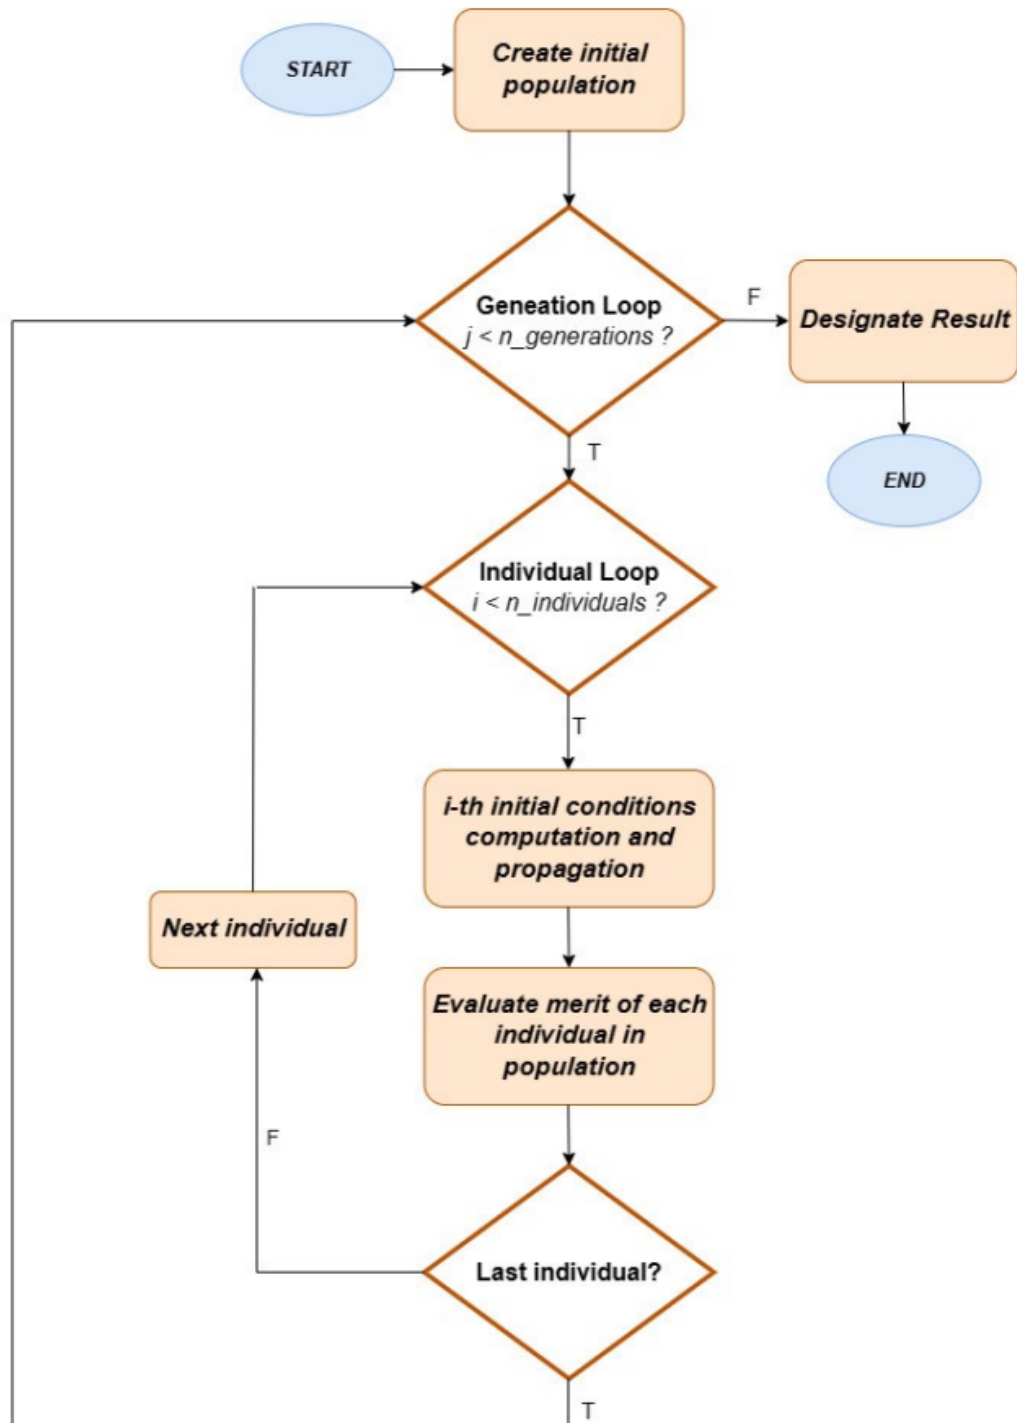 START
Create initial
population
Geneation Loop
j < n_generations ?
F
Designate Result
T
END
Individual Loop
i < n_individuals ?
T
i-th initial conditions
computation and
propagation
Next individual
Evaluate merit of each
individual in
population
F
Last individual?
T